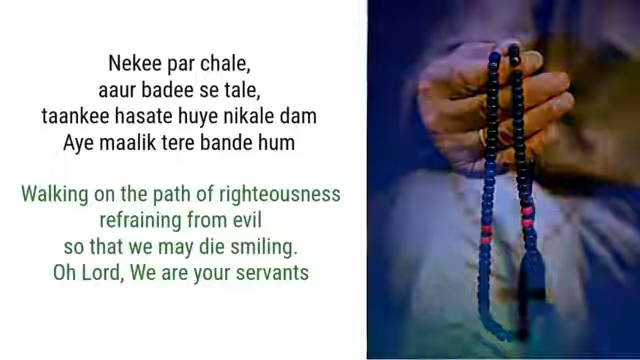 Nekee par chale,
aaur badee se tale,
taankee hasate huye nikale dam
Aye maalik tere bande hum
Walking on the path of righteousness
refraining from evil
so that we may die smiling.
Oh Lord, We are your servants